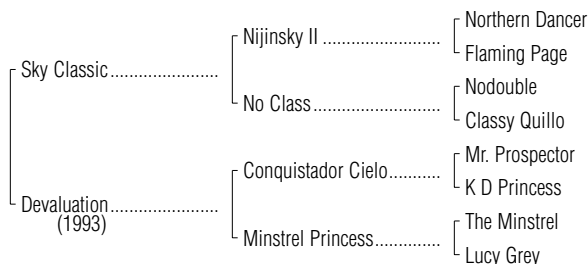 Northern Dancer
Nijinsky II ........................
Flaming Page
Sky Classic ......................
Nodouble
No Class .........................
Classy Quillo
Mr. Prospector
Conquistador Cielo ..........
K D Princess
Devaluation ......................
(1993)
The Minstrel
Minstrel Princess .............
Lucy Grey